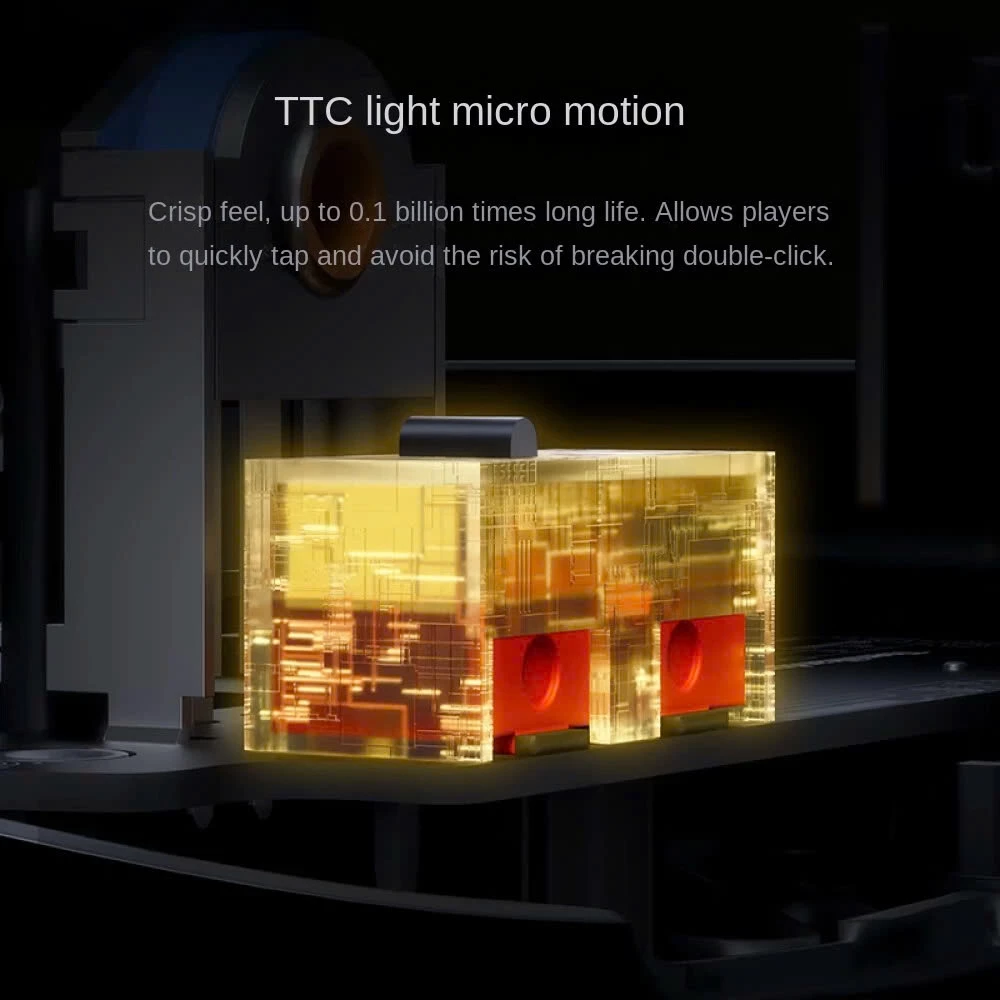 TTC light micro motion
Crisp feel, up to 0.1 billion times long life. Allows players
to quickly tap and avoid the risk of breaking double-click.